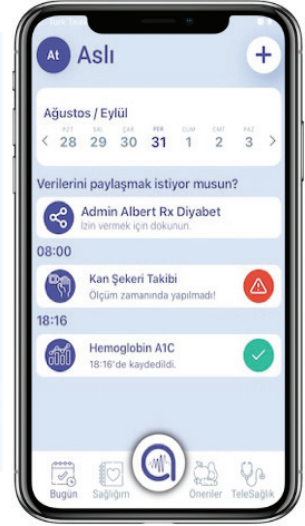 At Aslı
+
Ağustos / Eylül
PZT SAL ÇAR PER CUM CMT PAZ
< 28 29 30 31 1 2 3 >
Verilerini paylaşmak istiyor musun?
Admin Albert Rx Diyabet
İzin vermek için dokunun.
08:00
Kan Şekeri Takibi
Ölçüm zamanında yapılmadı!
18:16
Hemoglobin A1C
18:16'de kaydedildi.
Bugün Sağlığım Öneriler TeleSağlık